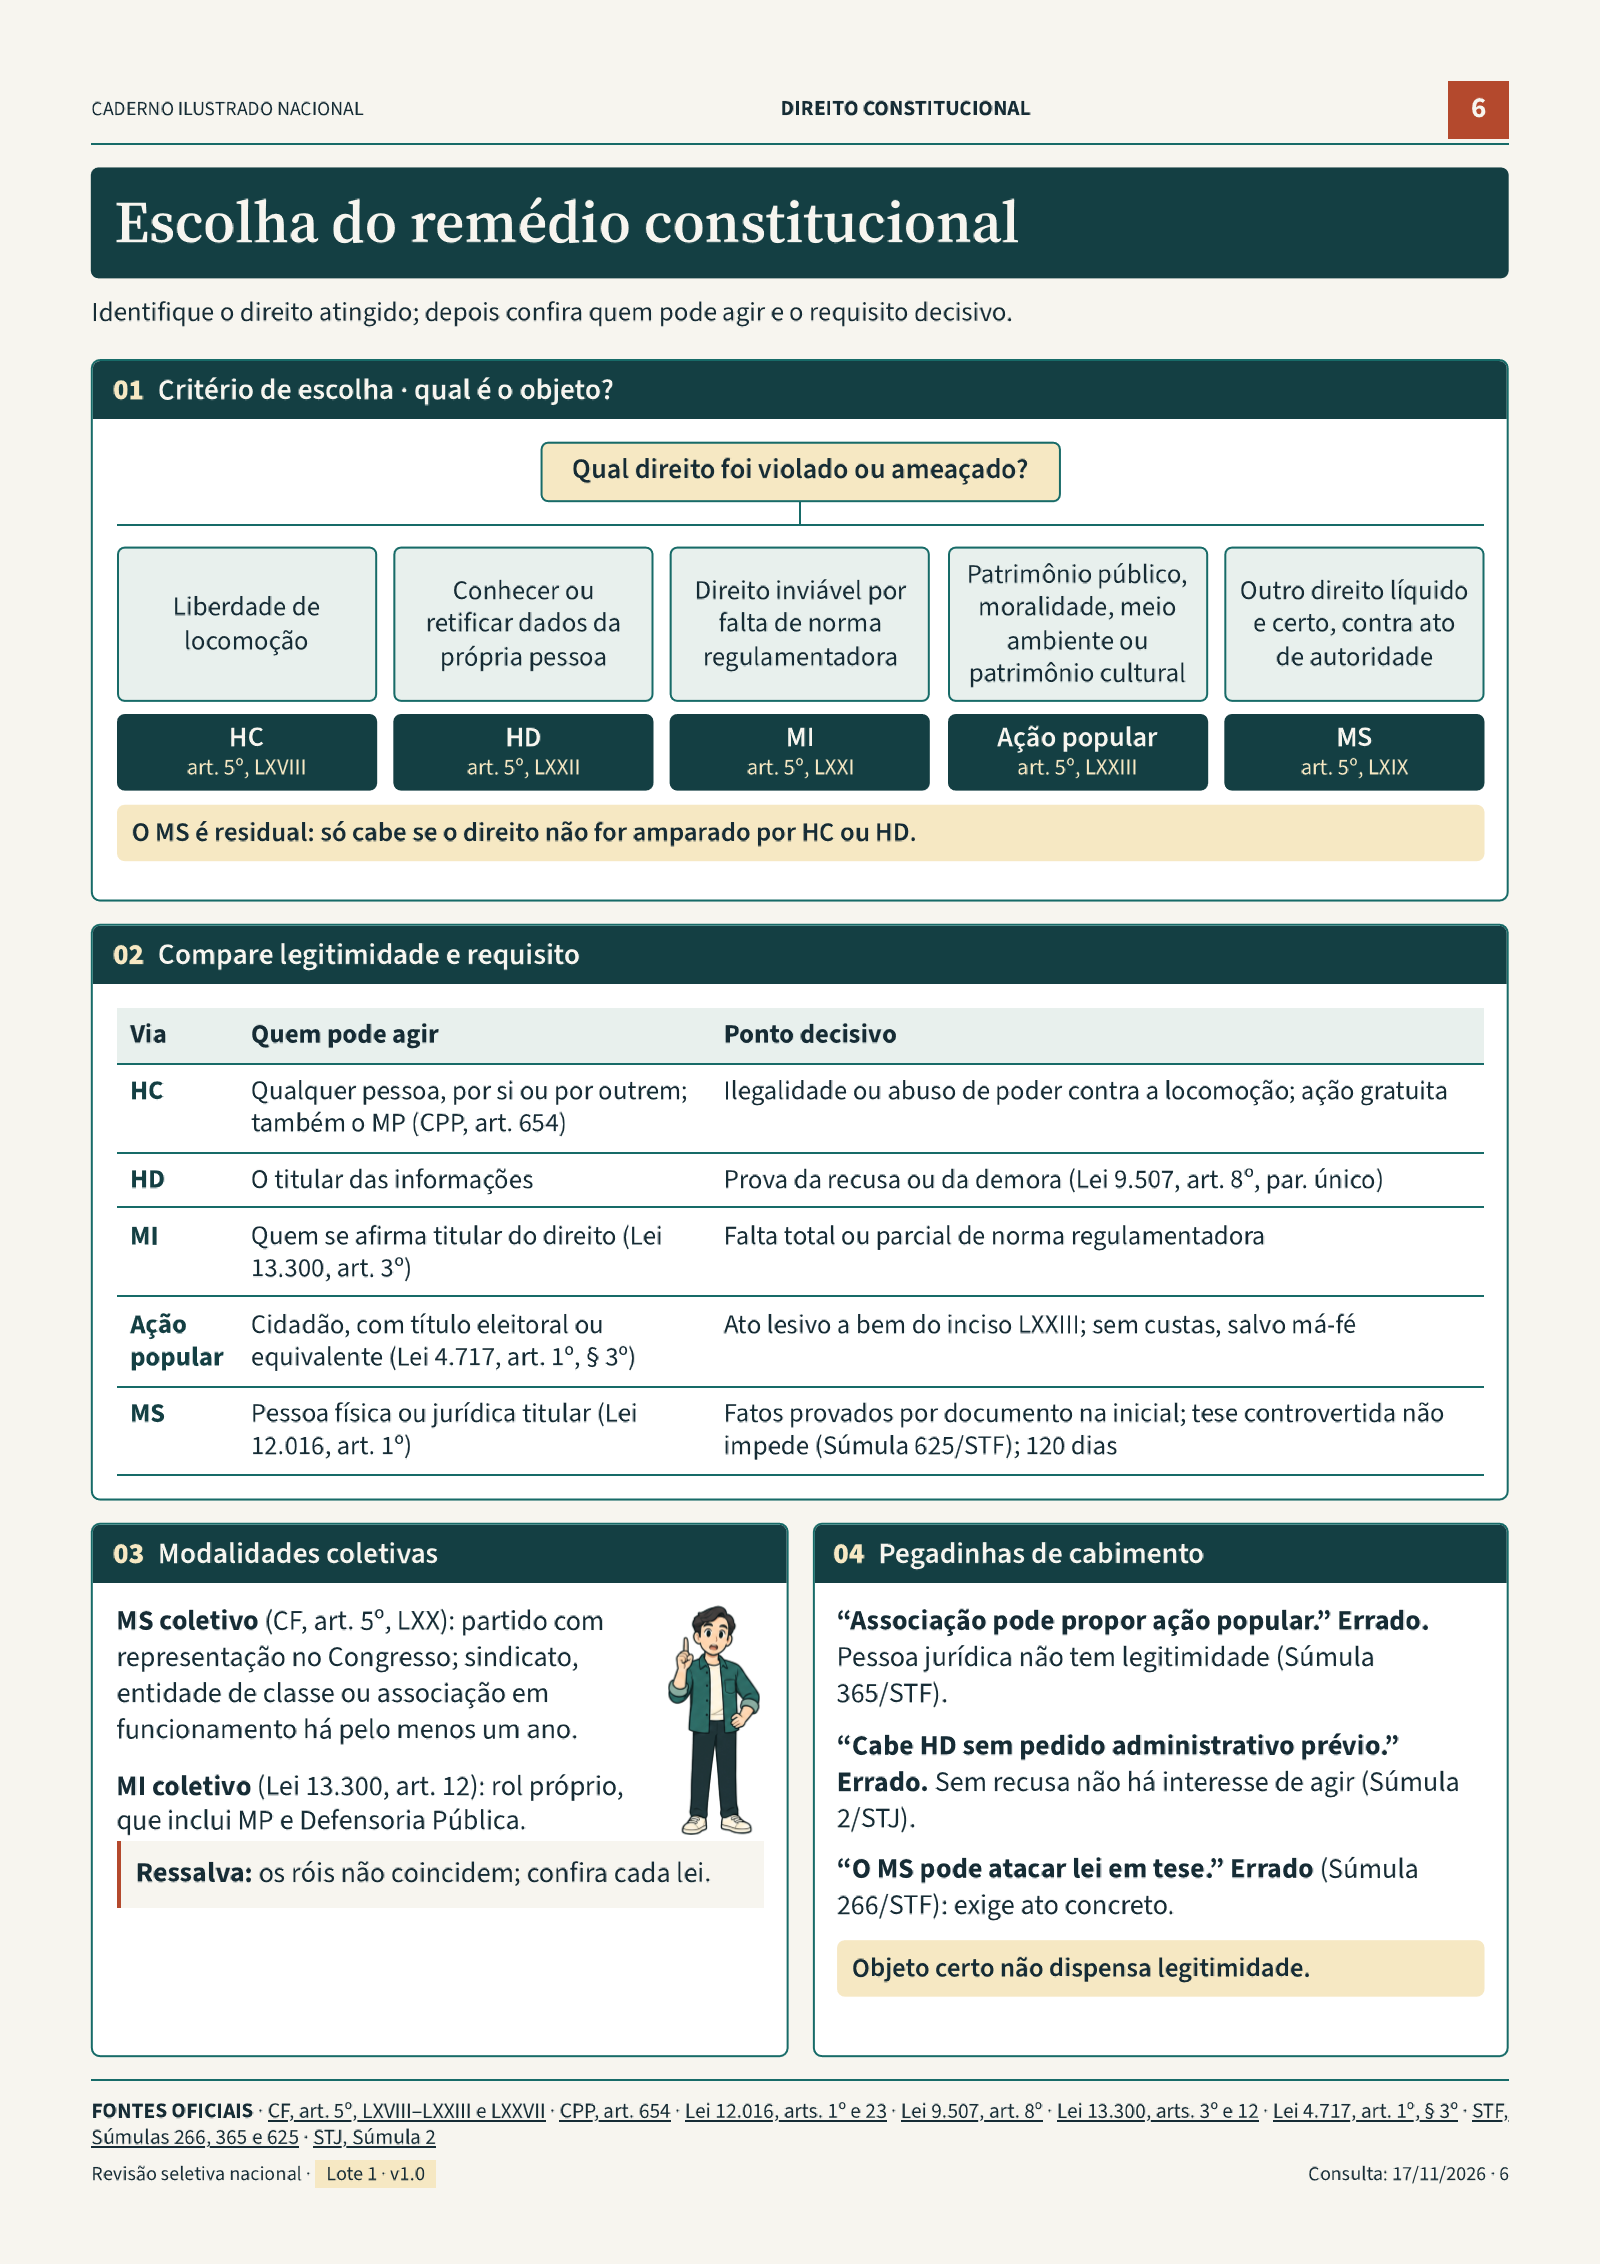 CADERNO ILUSTRADO NACIONAL
DIREITO CONSTITUCIONAL
6
Escolha do remédio constitucional
Identifique o direito atingido; depois confira quem pode agir e o requisito decisivo.
01 Critério de escolha · qual é o objeto?
Qual direito foi violado ou ameaçado?
Liberdade de
locomoção
HC
art. 5º, LXVIII
Conhecer ou
retificar dados da
própria pessoa
HD
art. 5º, LXXII
Direito inviável por
falta de norma
regulamentadora
MI
art. 5º, LXXI
Patrimônio público,
moralidade, meio
ambiente ou
patrimônio cultural
Ação popular
art. 5º, LXXIII
Outro direito líquido
e certo, contra ato
de autoridade
MS
art. 5º, LXIX
O MS é residual: só cabe se o direito não for amparado por HC ou HD.
02 Compare legitimidade e requisito
Via Quem pode agir Ponto decisivo
HC Qualquer pessoa, por si ou por outrem; Ilegalidade ou abuso de poder contra a locomoção; ação gratuita
também o MP (CPP, art. 654)
HD O titular das informações Prova da recusa ou da demora (Lei 9.507, art. 8º, par. único)
MI Quem se afirma titular do direito (Lei Falta total ou parcial de norma regulamentadora
13.300, art. 3º)
Ação Cidadão, com título eleitoral ou Ato lesivo a bem do inciso LXXIII; sem custas, salvo má-fé
popular equivalente (Lei 4.717, art. 1º, § 3º)
MS Pessoa física ou jurídica titular (Lei Fatos provados por documento na inicial; tese controvertida não
12.016, art. 1º) impede (Súmula 625/STF); 120 dias
03 Modalidades coletivas
MS coletivo (CF, art. 5º, LXX): partido com
representação no Congresso; sindicato,
entidade de classe ou associação em
funcionamento há pelo menos um ano.
MI coletivo (Lei 13.300, art. 12): rol próprio,
que inclui MP e Defensoria Pública.
Ressalva: os róis não coincidem; confira cada lei.
04 Pegadinhas de cabimento
“Associação pode propor ação popular.” Errado.
Pessoa jurídica não tem legitimidade (Súmula
365/STF).
“Cabe HD sem pedido administrativo prévio.”
Errado. Sem recusa não há interesse de agir (Súmula
2/STJ).
“O MS pode atacar lei em tese.” Errado (Súmula
266/STF): exige ato concreto.
Objeto certo não dispensa legitimidade.
FONTES OFICIAIS · CF, art. 5º, LXVIII–LXXIII e LXXVII · CPP, art. 654 · Lei 12.016, arts. 1º e 23 · Lei 9.507, art. 8º · Lei 13.300, arts. 3º e 12 · Lei 4.717, art. 1º, § 3º · STF,
Súmulas 266, 365 e 625 · STJ, Súmula 2
Revisão seletiva nacional · Lote 1 · v1.0
Consulta: 17/11/2026 · 6